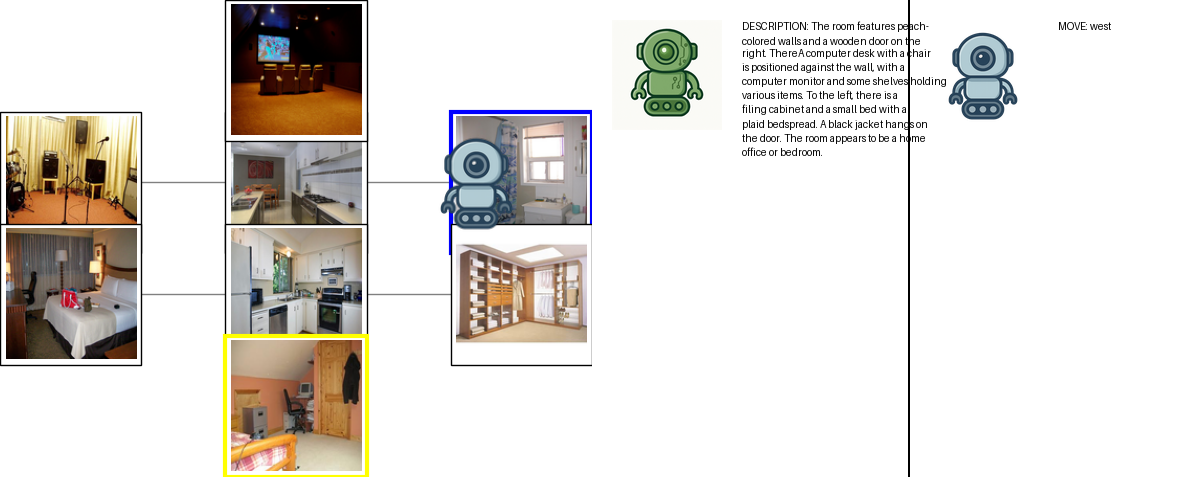 DESCRIPTION: The room features peach-
colored walls and a wooden door on the
right. ThereA computer desk with a chair
is positioned against the wall, with a
computer monitor and some shelves holding
various items. To the left, there is a
filing cabinet and a small bed with a
plaid bedspread. A black jacket hangs on
the door. The room appears to be a home
office or bedroom.
MOVE: west